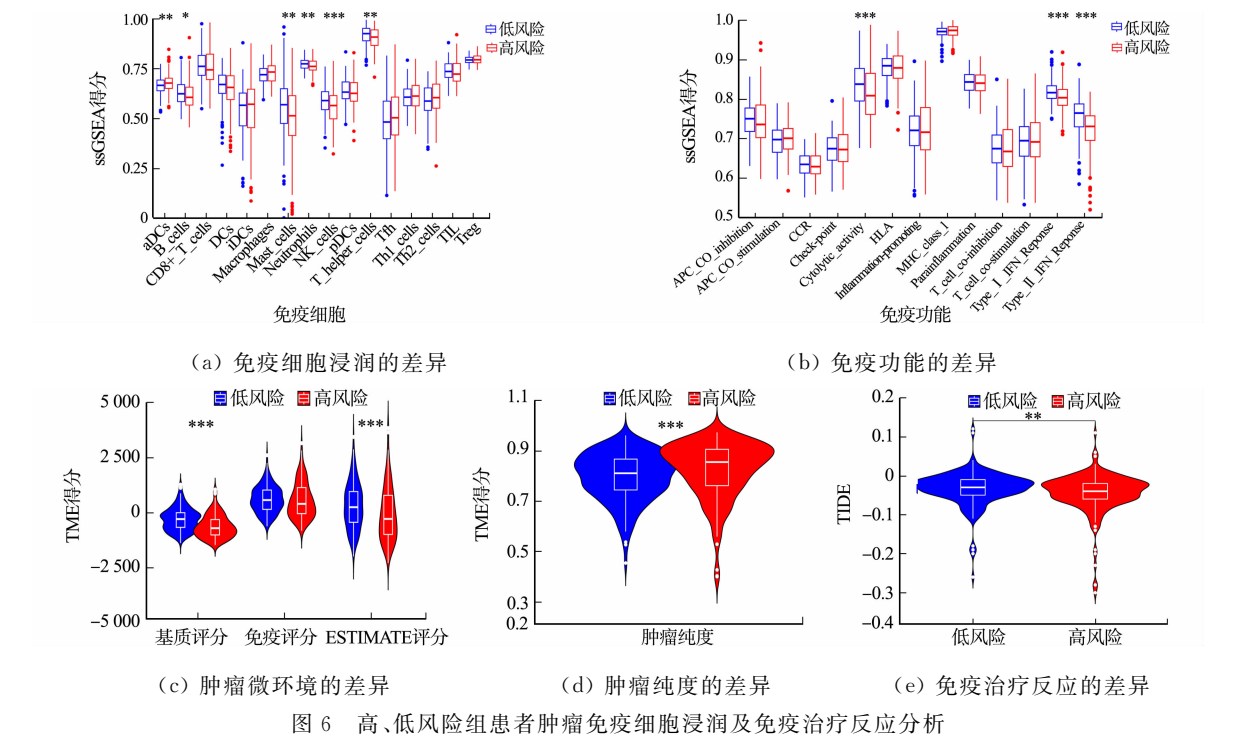 ssGSEA得分
1.00
0.75
0.50
0.25
0
** * ** ** *** **
低风险
高风险
aDCs
B_cells
CD8+_T_cells
DCs
iDCs
Macrophages
Mast_cells
Neutrophils
NK_cells
pDCs
T_helper_cells
Tfh
Th1_cells
Th2_cells
TIL
Treg
免疫细胞
(a) 免疫细胞浸润的差异
ssGSEA得分
1.0
0.9
0.8
0.7
0.6
0.5
*** *** ***
低风险
高风险
APC_CO_inhibition
APC_CO_stimulation
CCR
Check-point
Cytolytic_activity
HLA
Inflammation-promoting
MHC_class_I
Parainflammation
T_cell_co-inhibition
T_cell_co-stimulation
Type_I_IFN_Reponse
Type_II_IFN_Reponse
免疫功能
(b) 免疫功能的差异
TME得分
5 000
2 500
0
−2 500
−5 000
低风险 高风险
*** ***
基质评分 免疫评分 ESTIMATE评分
(c) 肿瘤微环境的差异
TME得分
1.1
0.9
0.7
0.5
0.3
0.2
低风险 高风险
***
肿瘤纯度
(d) 肿瘤纯度的差异
TIDE
0.2
0.1
0
−0.1
−0.2
−0.3
−0.4
低风险 高风险
**
低风险 高风险
(e) 免疫治疗反应的差异
图 6 高、低风险组患者肿瘤免疫细胞浸润及免疫治疗反应分析